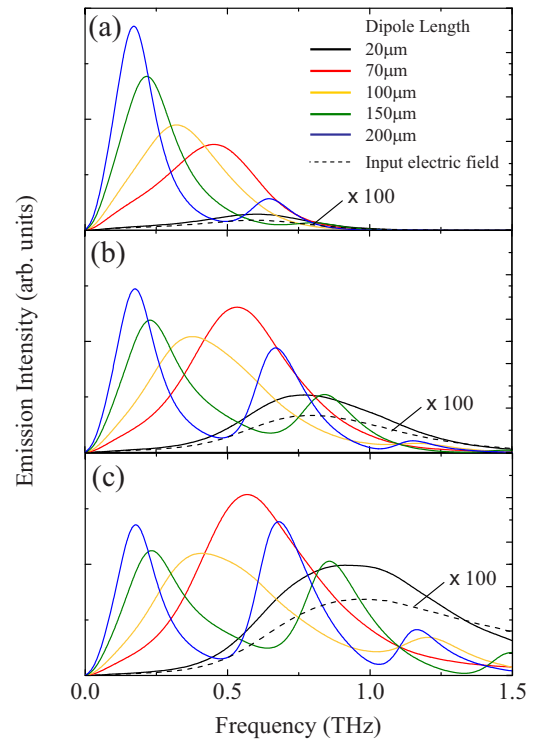 (a)
Dipole Length
20μm
70μm
100μm
150μm
200μm
Input electric field
x 100
(b)
x 100
(c)
x 100
Emission Intensity (arb. units)
0.0 0.5 1.0 1.5
Frequency (THz)